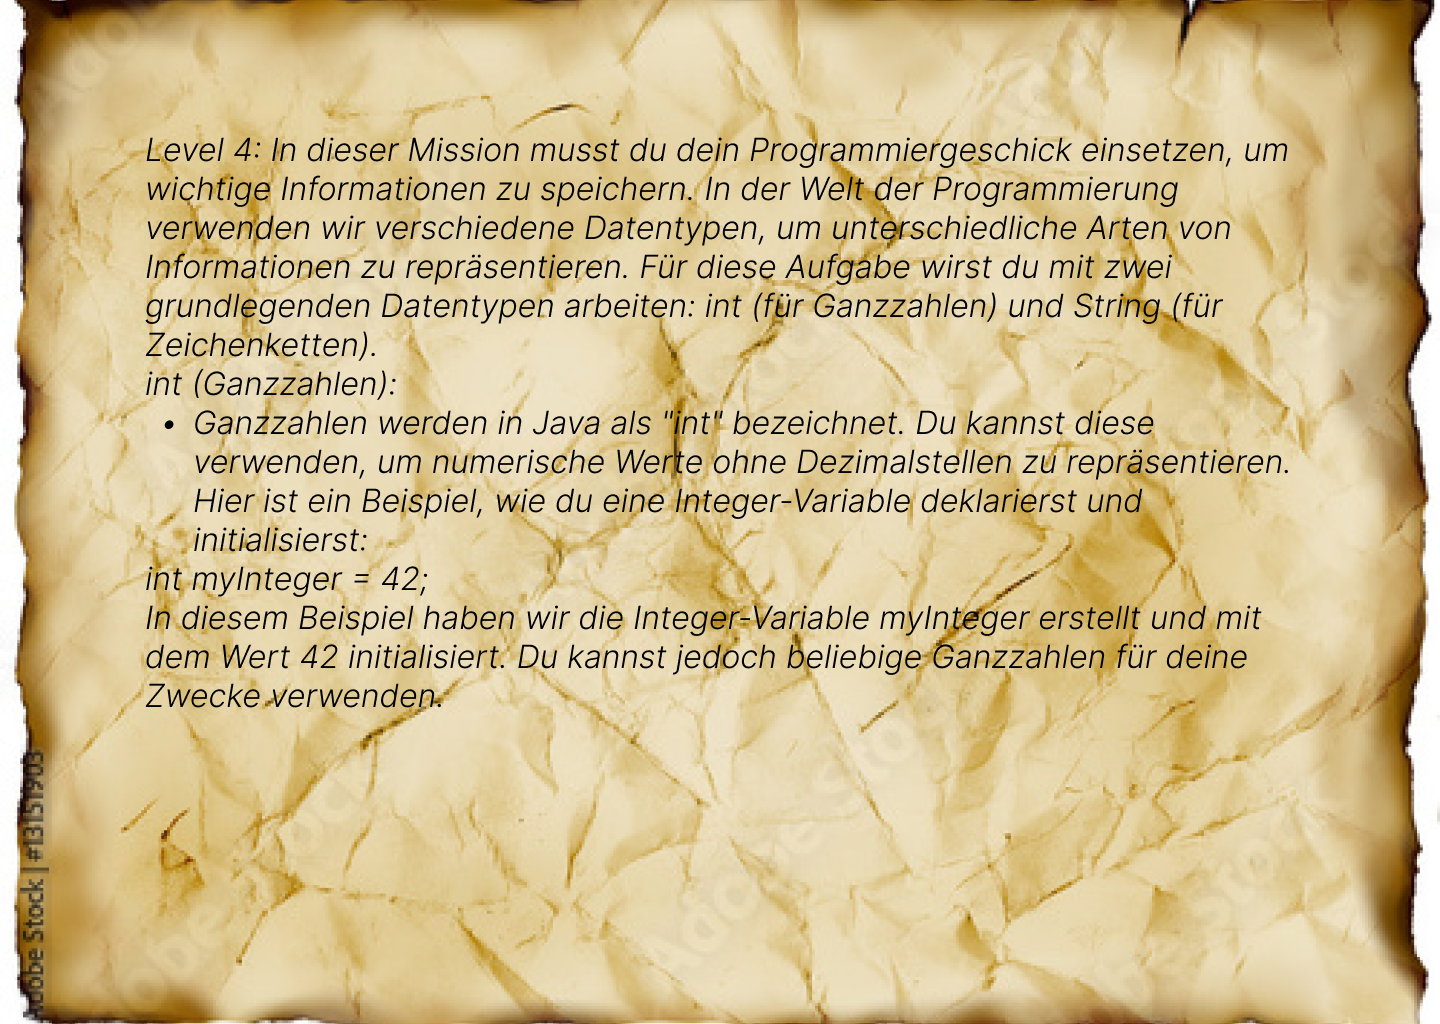 Level 4: In dieser Mission musst du dein Programmiergeschick einsetzen, um
wichtige Informationen zu speichern. In der Welt der Programmierung
verwenden wir verschiedene Datentypen, um unterschiedliche Arten von
Informationen zu repräsentieren. Für diese Aufgabe wirst du mit zwei
grundlegenden Datentypen arbeiten: int (für Ganzzahlen) und String (für
Zeichenketten).
int (Ganzzahlen):
• Ganzzahlen werden in Java als "int" bezeichnet. Du kannst diese
verwenden, um numerische Werte ohne Dezimalstellen zu repräsentieren.
Hier ist ein Beispiel, wie du eine Integer-Variable deklarierst und
initialisierst:
int myInteger = 42;
In diesem Beispiel haben wir die Integer-Variable myInteger erstellt und mit
dem Wert 42 initialisiert. Du kannst jedoch beliebige Ganzzahlen für deine
Zwecke verwenden.
Adobe Stock | #13151903